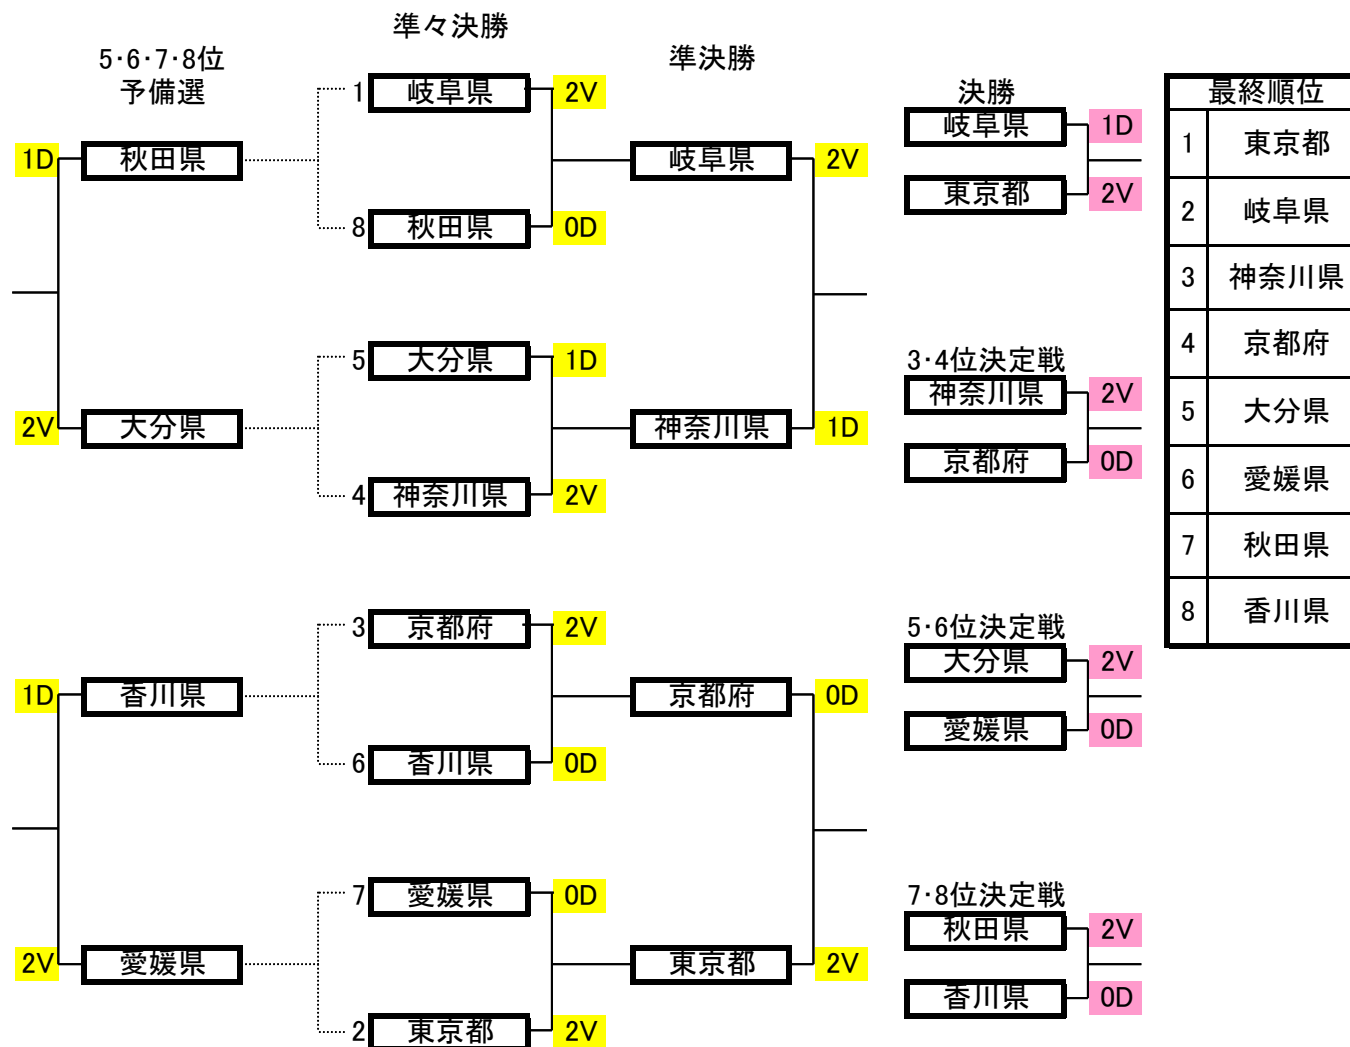 準々決勝
5・6・7・8位
予備選
準決勝
1 岐阜県 2V
決勝
最終順位
岐阜県 1D
1 東京都
1D 秋田県
岐阜県 2V
東京都 2V
8 秋田県 0D
2 岐阜県
3 神奈川県
5 大分県 1D
3・4位決定戦
4 京都府
神奈川県 2V
2V 大分県
神奈川県 1D
5 大分県
京都府 0D
4 神奈川県 2V
6 愛媛県
7 秋田県
3 京都府 2V
5・6位決定戦
8 香川県
大分県 2V
1D 香川県
京都府 0D
愛媛県 0D
6 香川県 0D
7 愛媛県 0D
7・8位決定戦
秋田県 2V
2V 愛媛県
東京都 2V
香川県 0D
2 東京都 2V